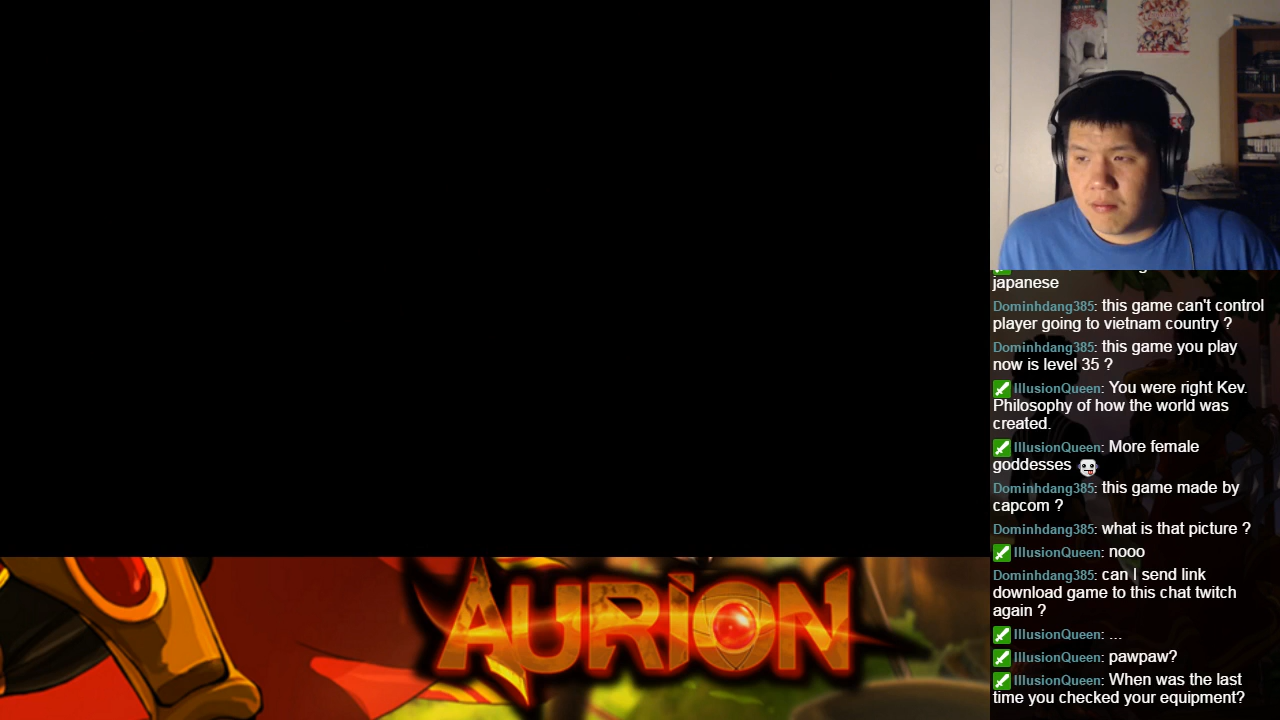 japanese
Dominhdang385: this game can't control
player going to vietnam country ?
Dominhdang385: this game you play
now is level 35 ?
IllusionQueen: You were right Kev.
Philosophy of how the world was
created.
IllusionQueen: More female
goddesses
Dominhdang385: this game made by
capcom ?
Dominhdang385: what is that picture ?
IllusionQueen: nooo
Dominhdang385: can I send link
download game to this chat twitch
again ?
IllusionQueen: ...
IllusionQueen: pawpaw?
IllusionQueen: When was the last
time you checked your equipment?
AURION